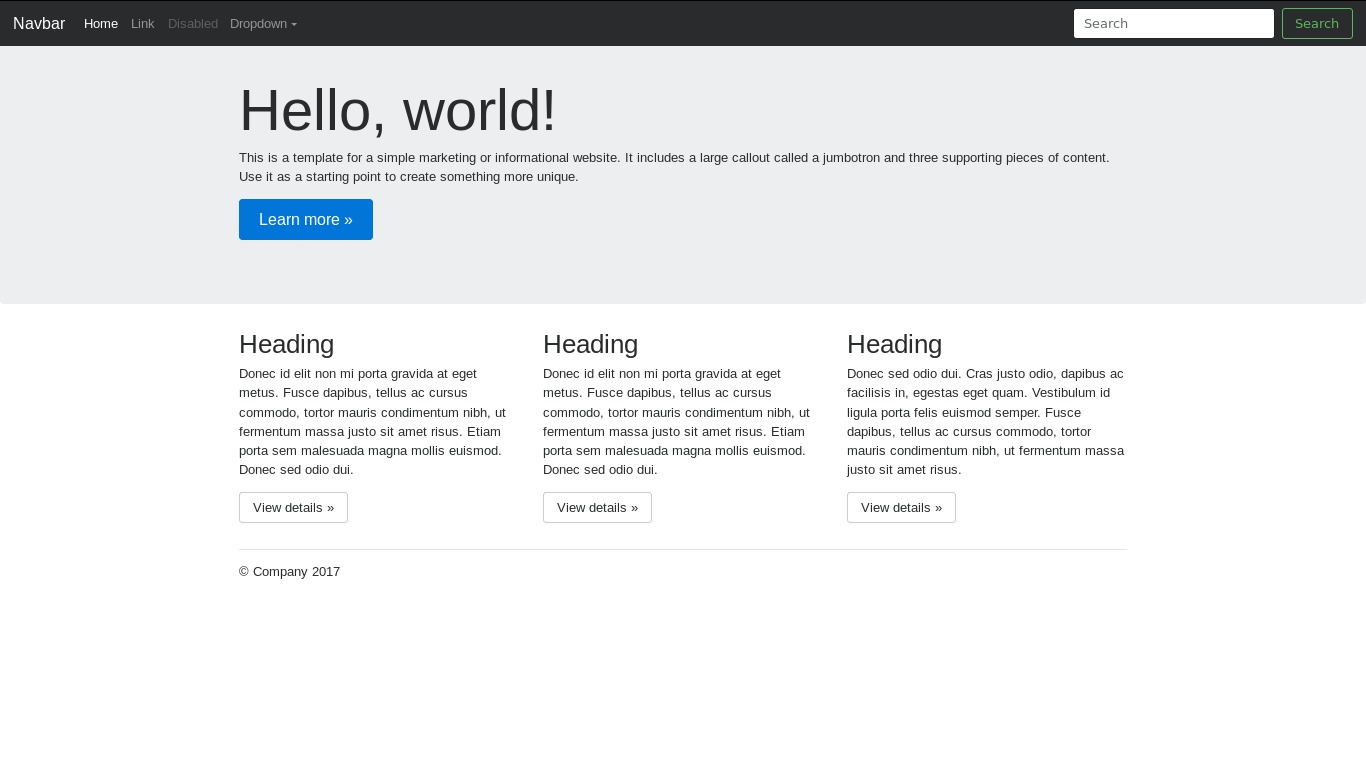 Navbar Home Link Disabled Dropdown Search Search
Hello, world!
This is a template for a simple marketing or informational website. It includes a large callout called a jumbotron and three supporting pieces of content.
Use it as a starting point to create something more unique.
Learn more »
Heading
Donec id elit non mi porta gravida at eget
metus. Fusce dapibus, tellus ac cursus
commodo, tortor mauris condimentum nibh, ut
fermentum massa justo sit amet risus. Etiam
porta sem malesuada magna mollis euismod.
Donec sed odio dui.
View details »
Heading
Donec id elit non mi porta gravida at eget
metus. Fusce dapibus, tellus ac cursus
commodo, tortor mauris condimentum nibh, ut
fermentum massa justo sit amet risus. Etiam
porta sem malesuada magna mollis euismod.
Donec sed odio dui.
View details »
Heading
Donec sed odio dui. Cras justo odio, dapibus ac
facilisis in, egestas eget quam. Vestibulum id
ligula porta felis euismod semper. Fusce
dapibus, tellus ac cursus commodo, tortor
mauris condimentum nibh, ut fermentum massa
justo sit amet risus.
View details »
© Company 2017